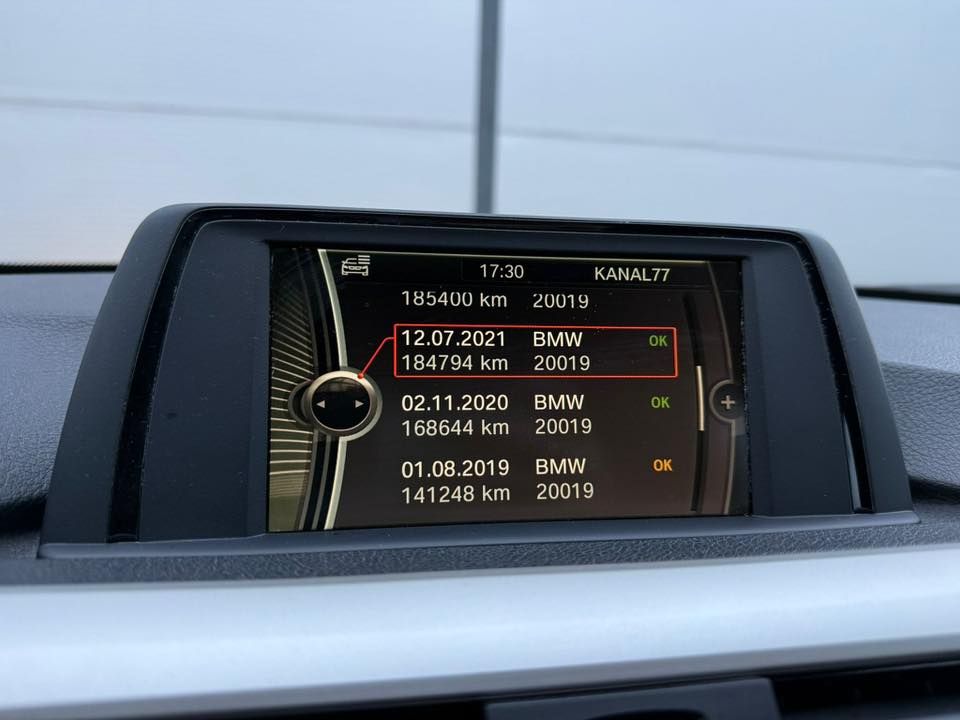 17:30 KANAL77
185400 km 20019
12.07.2021 BMW OK
184794 km 20019
02.11.2020 BMW OK
168644 km 20019
01.08.2019 BMW OK
141248 km 20019